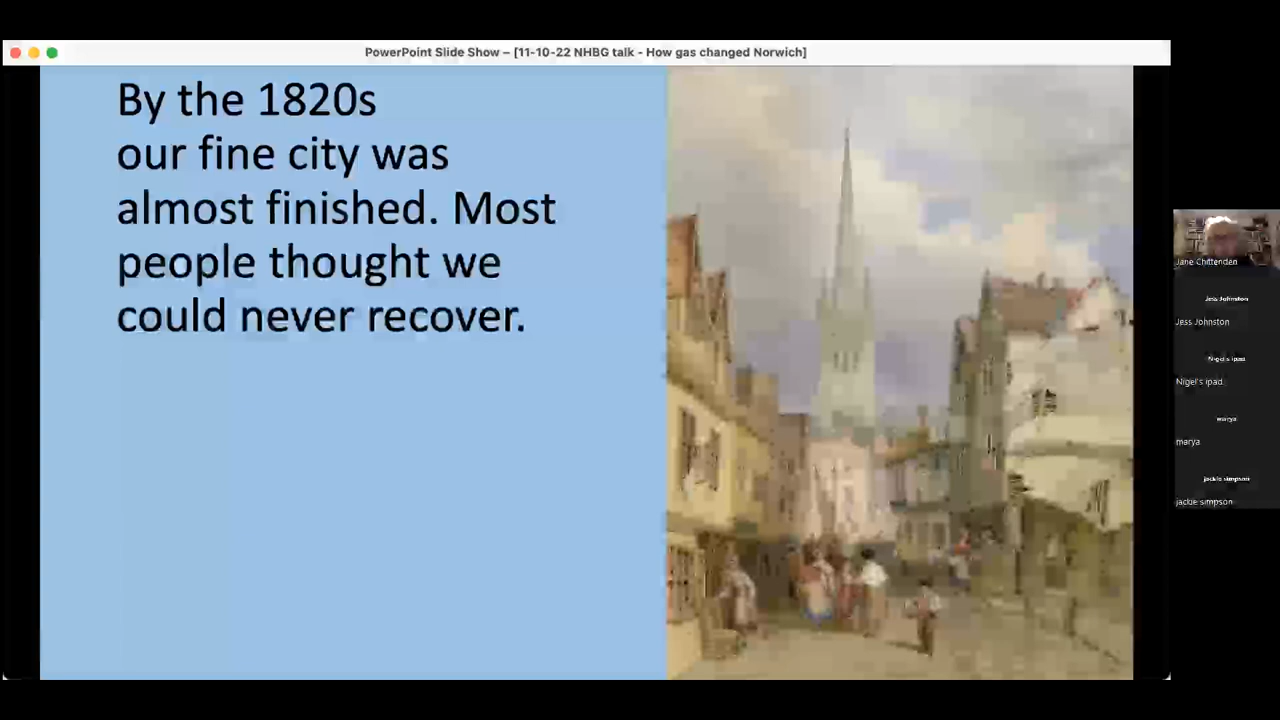 PowerPoint Slide Show – [11-10-22 NHBG talk - How gas changed Norwich]
By the 1820s
our fine city was
almost finished. Most
people thought we
could never recover.
Jane Chittenden
Jess Johnston
Jess Johnston
Nigel's ipad
Nigel's ipad
marya
marya
jackie simpson
jackie simpson